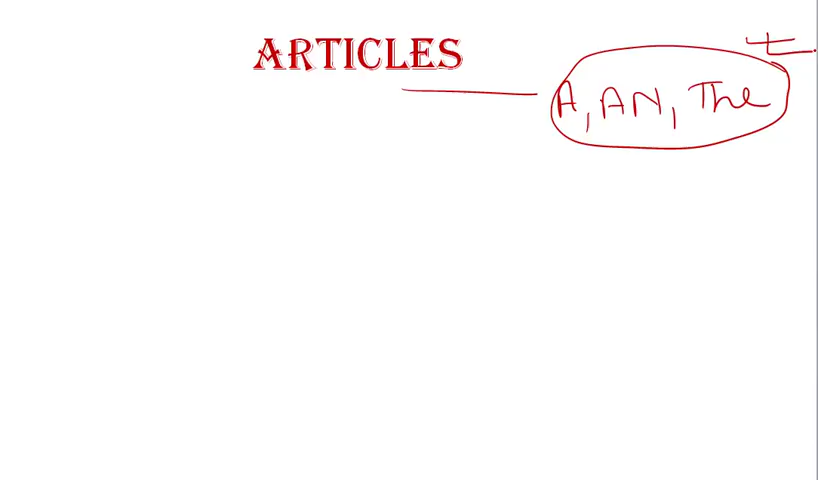 ARTICLES
A, AN, The